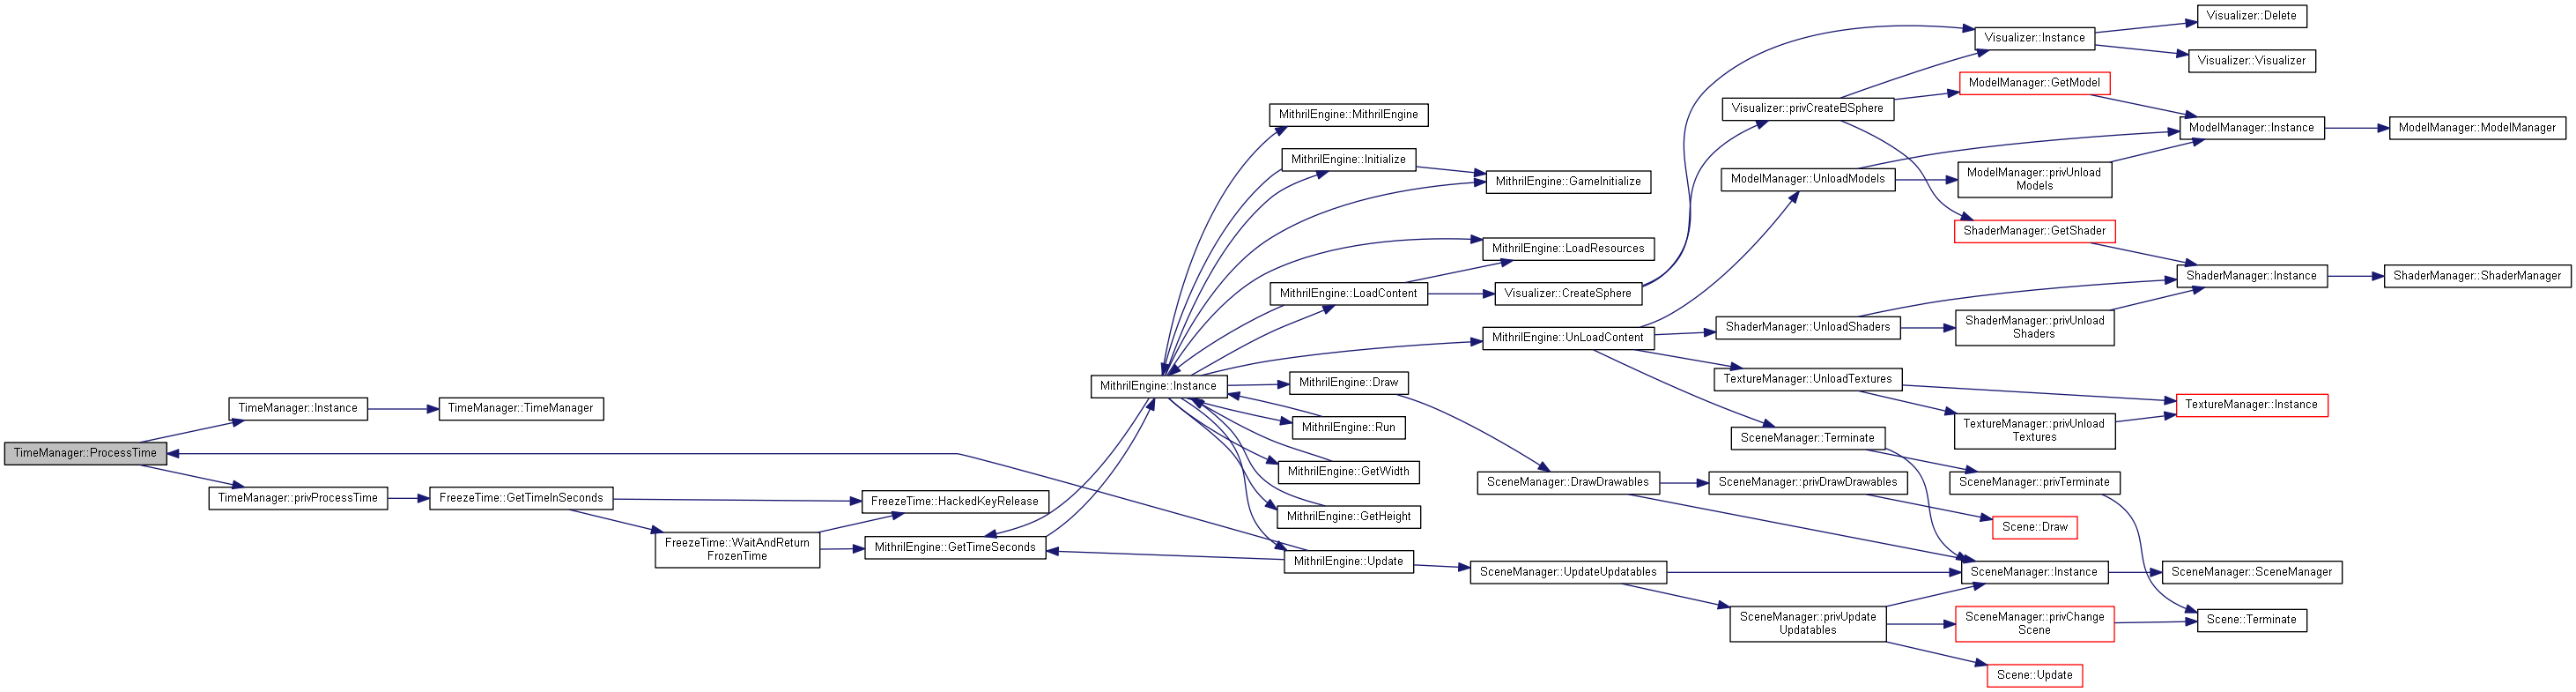 Visualizer::Delete
Visualizer::Instance
Visualizer::Visualizer
ModelManager::GetModel
Visualizer::privCreateBSphere
MithrilEngine::MithrilEngine
ModelManager::Instance
ModelManager::ModelManager
MithrilEngine::Initialize
MithrilEngine::GameInitialize
ModelManager::UnloadModels
ModelManager::privUnload
Models
ShaderManager::GetShader
MithrilEngine::LoadResources
ShaderManager::Instance
ShaderManager::ShaderManager
MithrilEngine::LoadContent
Visualizer::CreateSphere
ShaderManager::UnloadShaders
ShaderManager::privUnload
Shaders
MithrilEngine::UnLoadContent
MithrilEngine::Instance
MithrilEngine::Draw
TextureManager::UnloadTextures
TextureManager::Instance
TimeManager::Instance
TimeManager::TimeManager
MithrilEngine::Run
TextureManager::privUnload
Textures
SceneManager::Terminate
TimeManager::ProcessTime
MithrilEngine::GetWidth
SceneManager::DrawDrawables
SceneManager::privDrawDrawables
SceneManager::privTerminate
TimeManager::privProcessTime
FreezeTime::GetTimeInSeconds
FreezeTime::HackedKeyRelease
MithrilEngine::GetHeight
Scene::Draw
FreezeTime::WaitAndReturn
FrozenTime
MithrilEngine::GetTimeSeconds
MithrilEngine::Update
SceneManager::UpdateUpdatables
SceneManager::Instance
SceneManager::SceneManager
SceneManager::privUpdate
Updatables
SceneManager::privChange
Scene
Scene::Terminate
Scene::Update